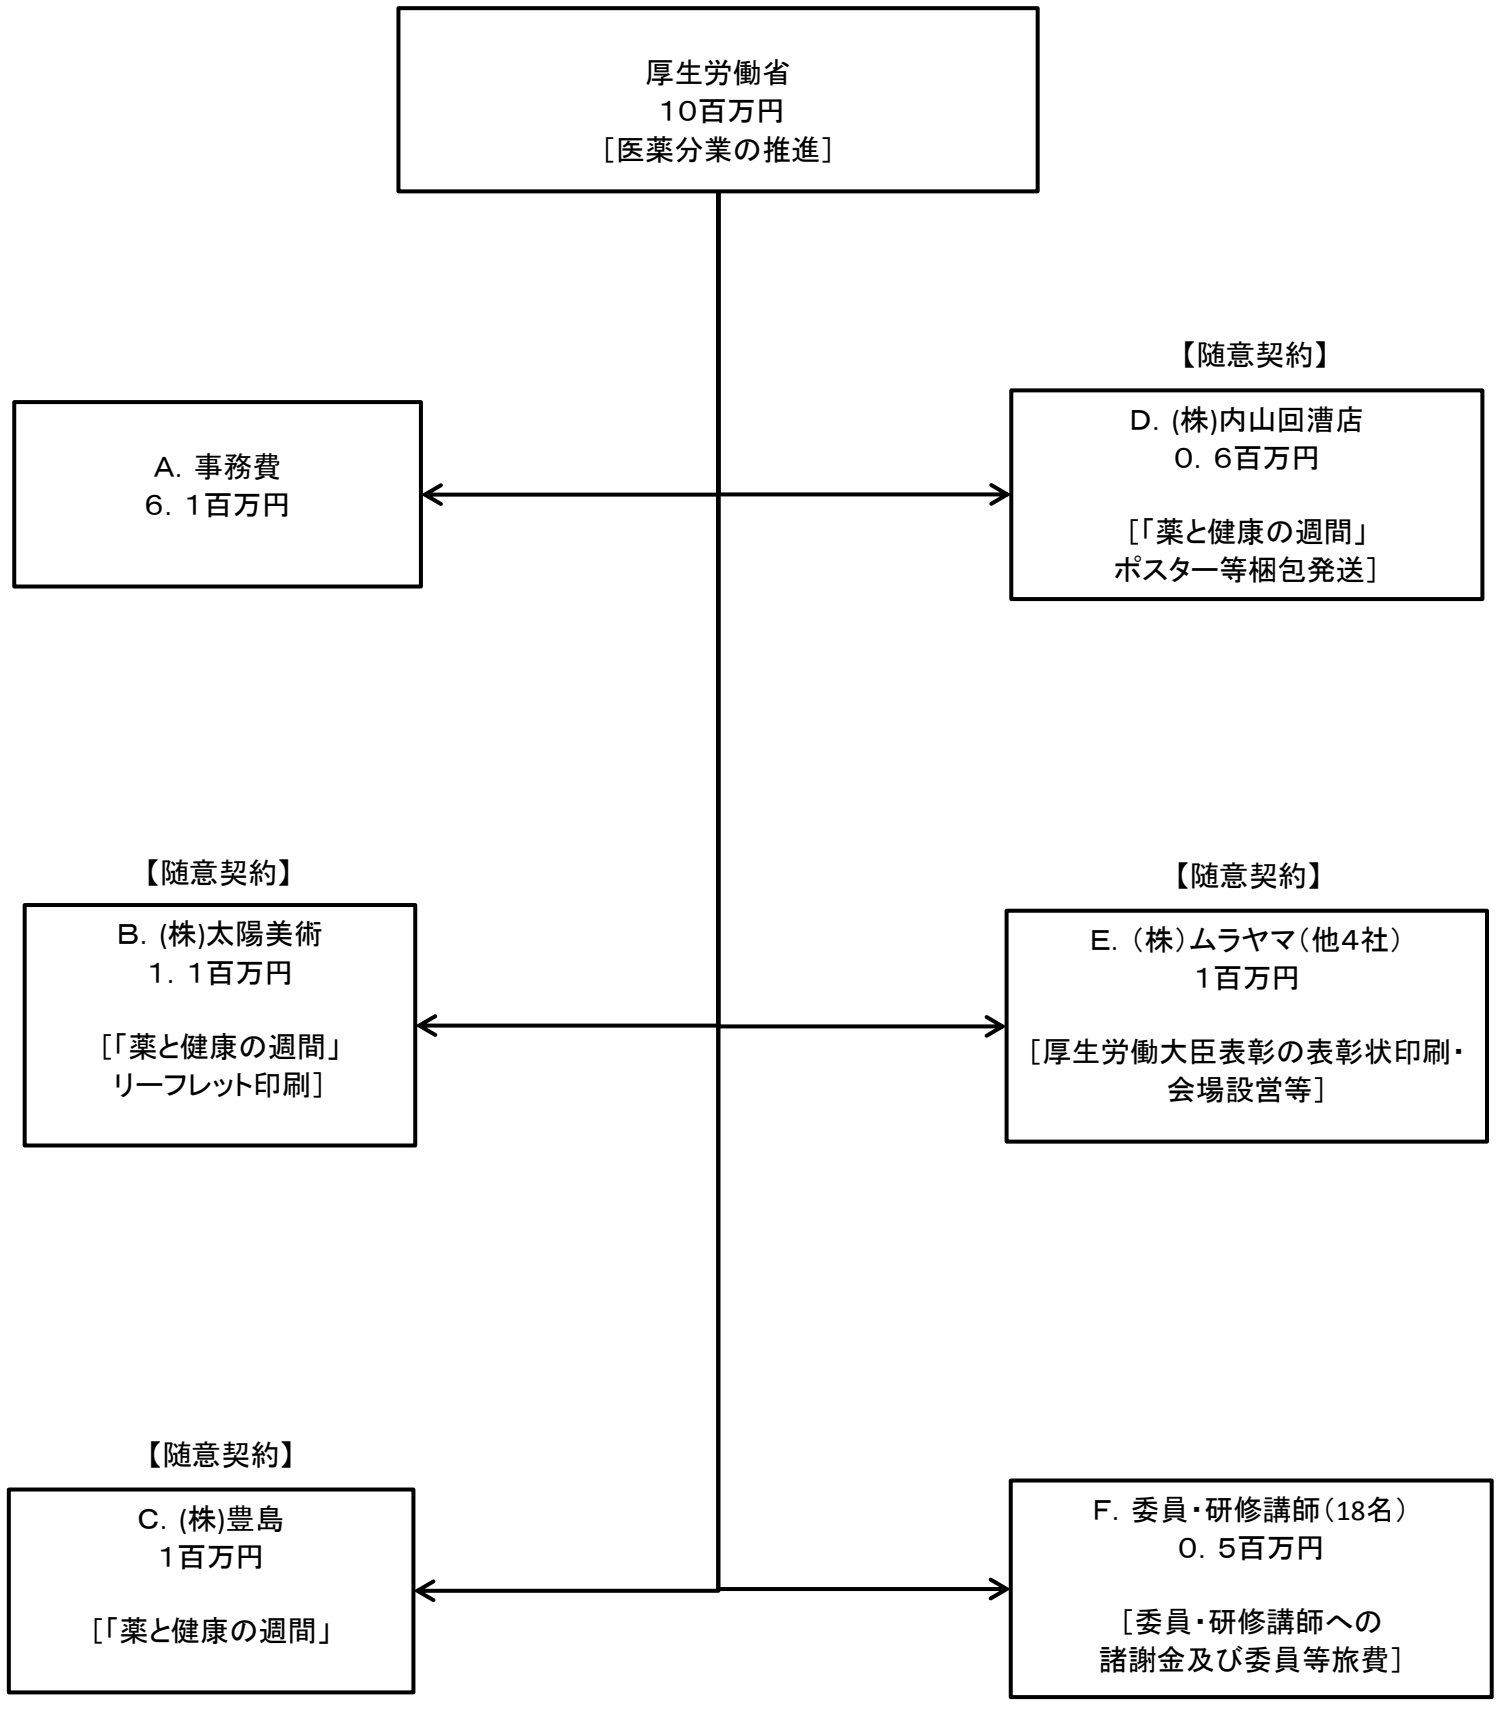 厚生労働省
１０百万円
［医薬分業の推進］
【随意契約】
Ａ．事務費
６．１百万円
Ｄ．(株)内山回漕店
０．６百万円
［「薬と健康の週間」
ポスター等梱包発送］
【随意契約】
Ｂ．(株)太陽美術
１．１百万円
［「薬と健康の週間」
リーフレット印刷］
【随意契約】
Ｅ．（株）ムラヤマ（他４社）
１百万円
［厚生労働大臣表彰の表彰状印刷・
会場設営等］
【随意契約】
Ｃ．(株)豊島
１百万円
［「薬と健康の週間」
Ｆ．委員・研修講師（18名）
０．５百万円
［委員・研修講師への
諸謝金及び委員等旅費］